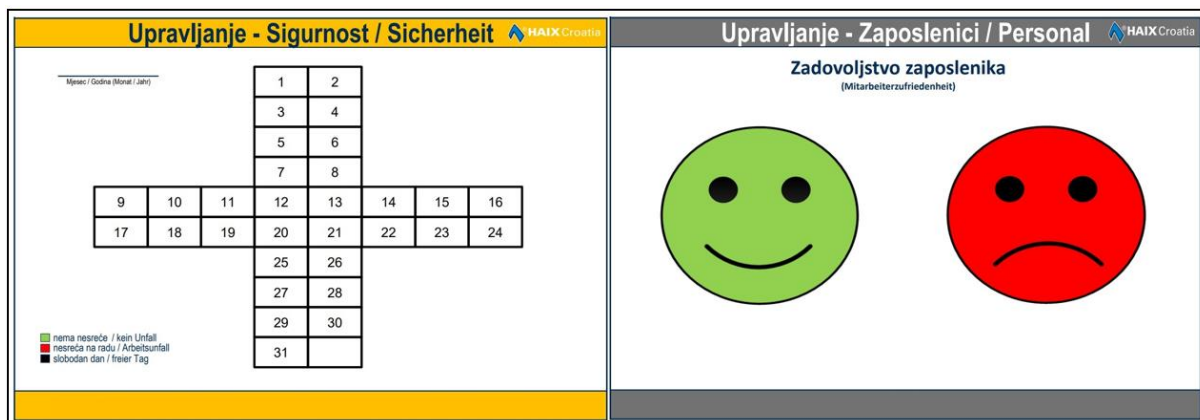 Upravljanje - Sigurnost / Sicherheit HAIX Croatia
Mjesec / Godina (Monat / Jahr)
1 2
3 4
5 6
7 8
9 10 11 12 13 14 15 16
17 18 19 20 21 22 23 24
25 26
27 28
29 30
31
nema nesreće / kein Unfall
nesreća na radu / Arbeitsunfall
slobodan dan / freier Tag
Upravljanje - Zaposlenici / Personal HAIX Croatia
Zadovoljstvo zaposlenika
(Mitarbeiterzufriedenheit)